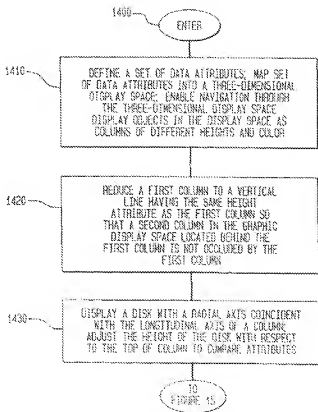 1400
ENTER
1410
DEFINE A SET OF DATA ATTRIBUTES; MAP SET
OF DATA ATTRIBUTES INTO A THREE-DIMENSIONAL
DISPLAY SPACE; ENABLE NAVIGATION THROUGH
THE THREE-DIMENSIONAL DISPLAY SPACE
DISPLAY OBJECTS IN THE DISPLAY SPACE AS
COLUMNS OF DIFFERENT HEIGHTS AND COLOR
1420
REDUCE A FIRST COLUMN TO A VERTICAL
LINE HAVING THE SAME HEIGHT
ATTRIBUTE AS THE FIRST COLUMN SO
THAT A SECOND COLUMN IN THE GRAPHIC
DISPLAY SPACE LOCATED BEHIND THE
FIRST COLUMN IS NOT OCCLUDED BY THE
FIRST COLUMN
1430
DISPLAY A DISK WITH A RADIAL AXIS COINCIDENT
WITH THE LONGITUDINAL AXIS OF A COLUMN;
ADJUST THE HEIGHT OF THE DISK WITH RESPECT
TO THE TOP OF COLUMN TO COMPARE ATTRIBUTES
TO
FIGURE 15